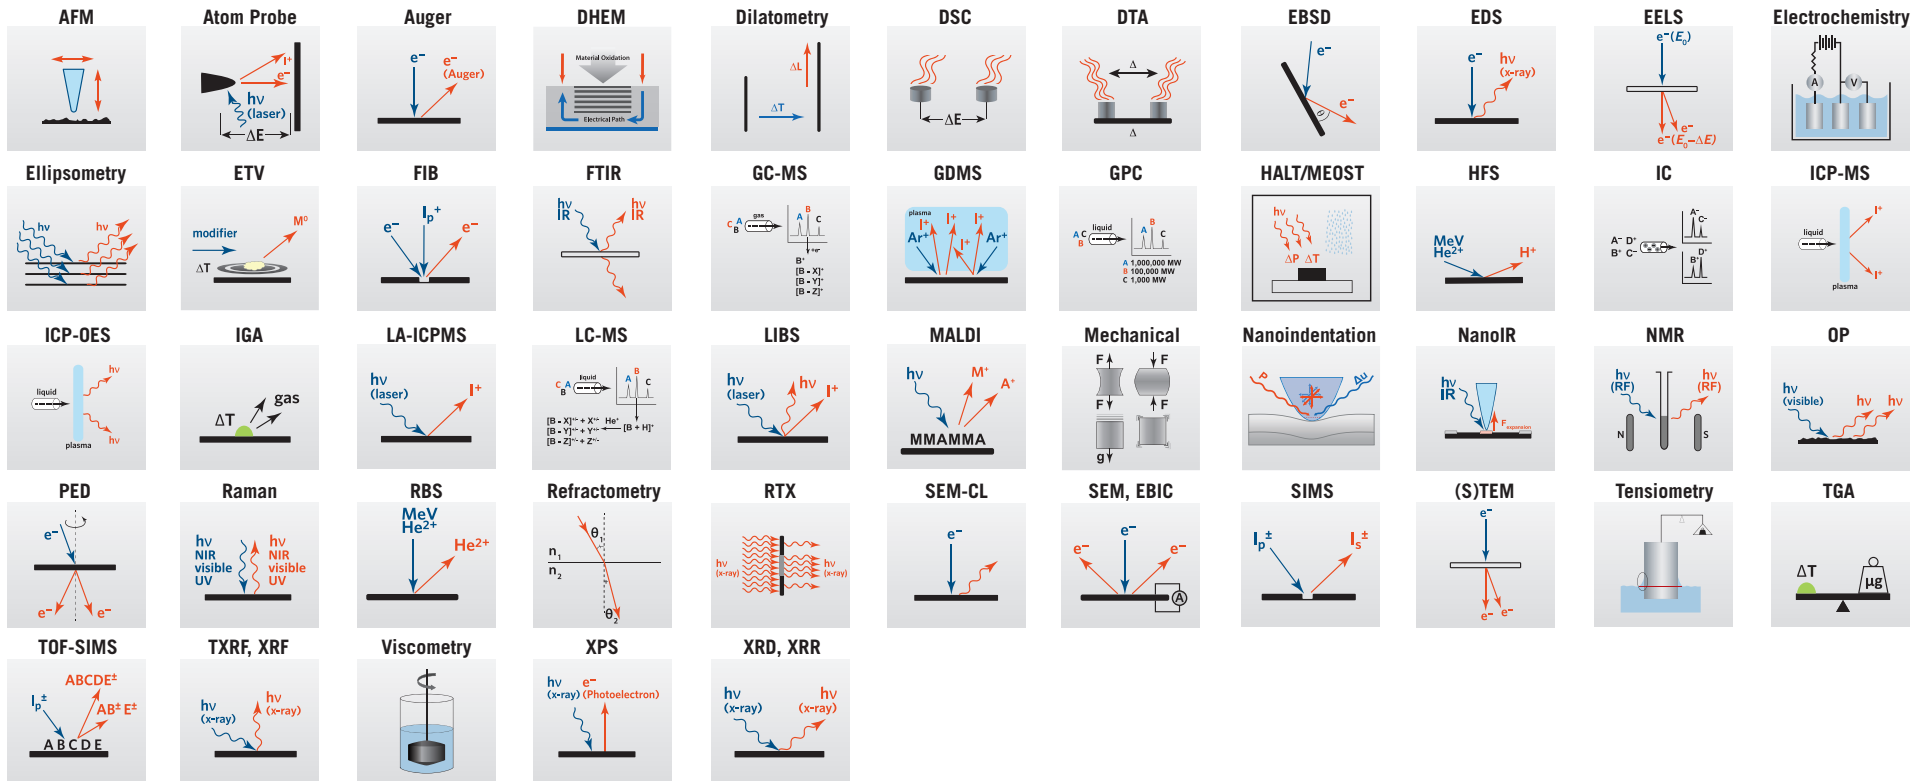 AFM
Atom Probe
I⁺
e⁻
hν
(laser)
ΔE
Auger
e⁻
e⁻
(Auger)
DHEM
Material Oxidation
Electrical Path
Dilatometry
ΔL
ΔT
DSC
ΔE
DTA
Δ
Δ
EBSD
e⁻
e⁻
θ
EDS
e⁻
hν
(x-ray)
EELS
e⁻(E₀)
e⁻
e⁻(E₀–ΔE)
Electrochemistry
A
V
Ellipsometry
hν
hν
ETV
modifier
M⁰
ΔT
FIB
Iₚ⁺
e⁻
e⁻
FTIR
hν
IR
hν
IR
GC-MS
C A
B
gas
A
B
C
+e⁻
B⁺
[B - X]⁺
[B - Y]⁺
[B - Z]⁺
GDMS
plasma
I⁺
I⁺
I⁺
Ar⁺
I⁺
Ar⁺
GPC
A C
B
liquid
A
B
C
A 1,000,000 MW
B 100,000 MW
C 1,000 MW
HALT/MEOST
hν
ΔP ΔT
HFS
MeV
He²⁺
H⁺
IC
A⁻ D⁺
B⁺ C⁻
A⁻
C⁻
D⁺
B⁺
ICP-MS
liquid
I⁺
I⁺
plasma
ICP-OES
liquid
hν
hν
plasma
IGA
ΔT
gas
LA-ICPMS
hν
(laser)
I⁺
LC-MS
C A
B
liquid
A
B
C
[B - X]⁺/⁻ + X⁺/⁻ He⁺
[B - Y]⁺/⁻ + Y⁺/⁻ [B + H]⁺
[B - Z]⁺/⁻ + Z⁺/⁻
LIBS
hν
(laser)
hν
I⁺
MALDI
hν
M⁺
A⁺
MMAMMA
Mechanical
F
F
F
F
g
Nanoindentation
P
Δu
NanoIR
hν
IR
F expansion
NMR
hν
(RF)
hν
(RF)
N
S
OP
hν
(visible)
hν
hν
PED
e⁻
e⁻
e⁻
Raman
hν
NIR
visible
UV
hν
NIR
visible
UV
RBS
MeV
He²⁺
He²⁺
Refractometry
θ₁
n₁
n₂
θ₂
RTX
hν
(x-ray)
hν
(x-ray)
SEM-CL
e⁻
SEM, EBIC
e⁻
e⁻
e⁻
A
SIMS
Iₚ±
Iₛ±
(S)TEM
e⁻
e⁻
e⁻
Tensiometry
TGA
ΔT
µg
TOF-SIMS
ABCDE±
Iₚ±
AB± E±
ABCDE
TXRF, XRF
hν
(x-ray)
hν
(x-ray)
Viscometry
XPS
hν
(x-ray)
e⁻
(Photoelectron)
XRD, XRR
hν
(x-ray)
hν
(x-ray)